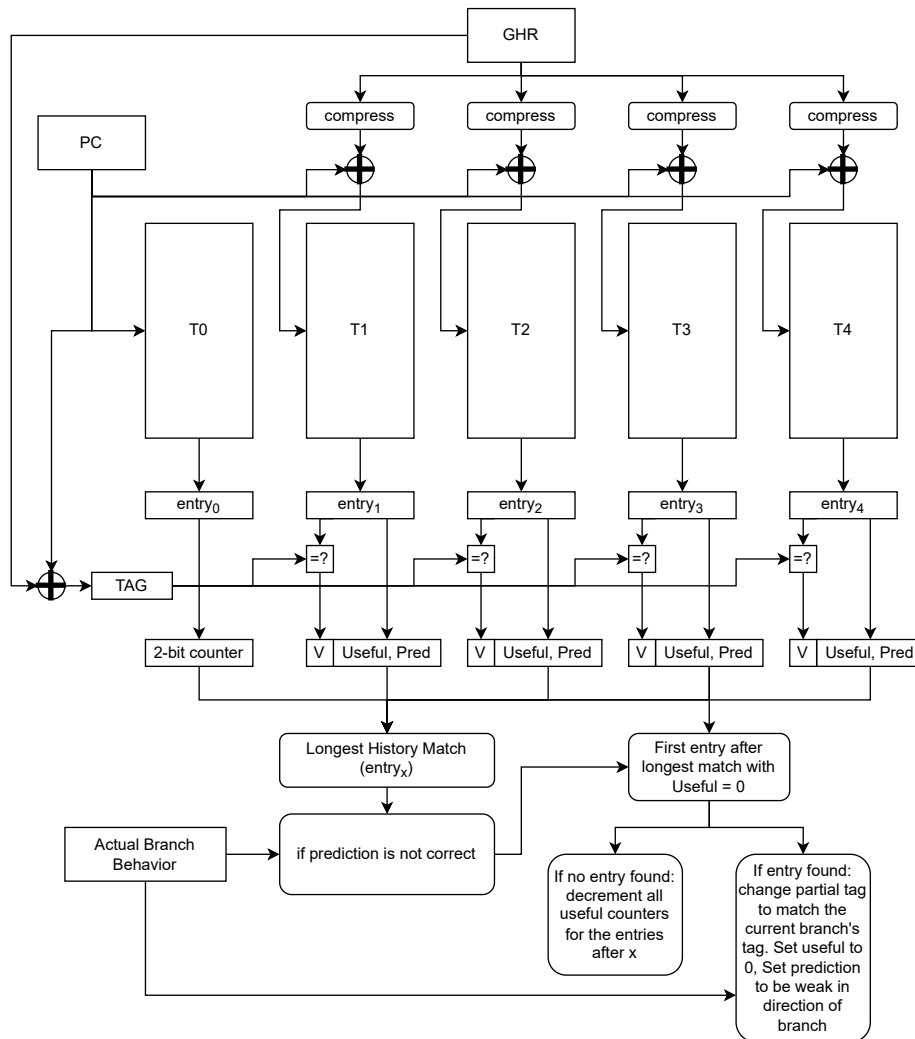 GHR
compress
compress
compress
compress
PC
T0
T1
T2
T3
T4
entry0
entry1
entry2
entry3
entry4
=?
=?
=?
=?
TAG
2-bit counter
V
Useful, Pred
V
Useful, Pred
V
Useful, Pred
V
Useful, Pred
Longest History Match
(entryx)
First entry after
longest match with
Useful = 0
Actual Branch
Behavior
if prediction is not correct
If no entry found:
decrement all
useful counters
for the entries
after x
If entry found:
change partial tag
to match the
current branch's
tag. Set useful to
0, Set prediction
to be weak in
direction of
branch